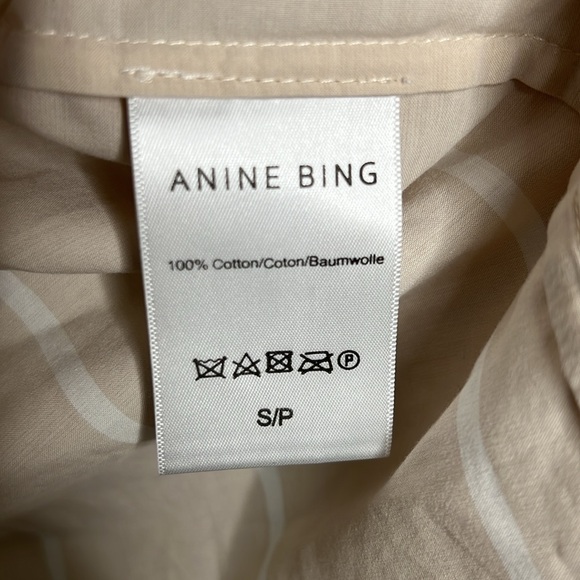 ANINE BING
100% Cotton/Coton/Baumwolle
P
S/P